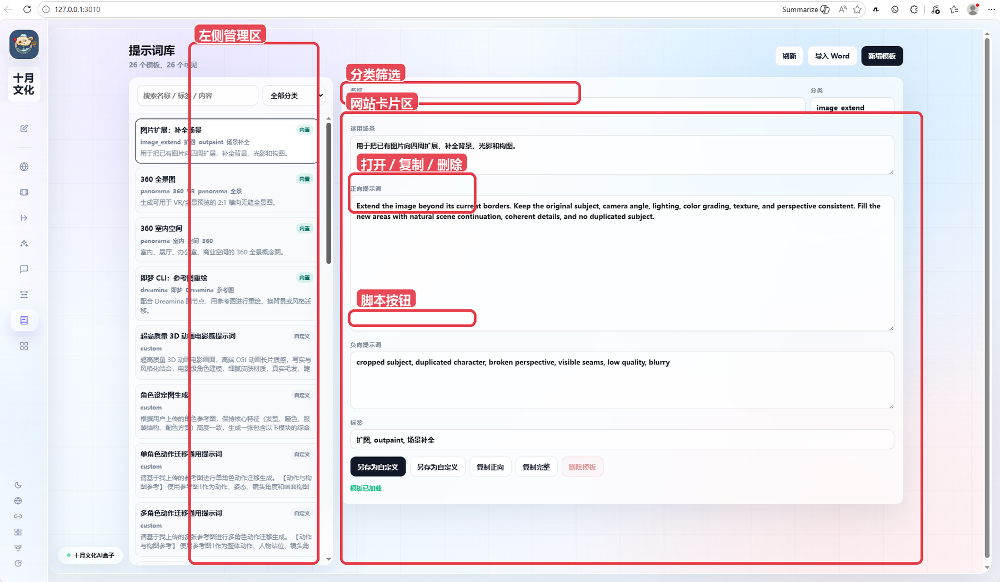 127.0.0.1:3010
Summarize
十月
文化
左侧管理区
提示词库
26 个模板，26 个可见
刷新
导入 Word
新增模板
搜索名称 / 标签 / 内容
全部分类
图片扩展：补全场景
内置
image_extend 扩图 outpaint 场景补全
用于把已有图片向四周扩展，补全背景、光影和构图。
360 全景图
内置
panorama 360 VR panorama 全景
生成可用于 VR/全景预览的 2:1 横向无缝全景图。
360 室内空间
内置
panorama 室内 空间 360
室内、展厅、办公室、商业空间的 360 全景概念图。
即梦 CLI：参考图重绘
内置
dreamina 即梦 Dreamina 参考图
配合 Dreamina 图节点，用参考图进行重绘、换背景或风格迁
移。
超高质量 3D 动画电影感提示词
自定义
custom
超高质量 3D 动画电影画面，高端 CGI 动画长片质感，写实与
风格化结合，电影级角色建模，细腻皮肤材质，真实毛发、睫
角色设定图生成
自定义
custom
根据用户上传的角色参考图，保持核心特征（发型、瞳色、服
装结构、配色方案）高度一致，生成一张包含以下模块的综合
单角色动作迁移通用提示词
自定义
custom
请基于我上传的参考图进行单角色动作迁移生成。 【动作与构
图参考】 使用参考图1作为动作、姿态、镜头角度和画面构图
多角色动作迁移通用提示词
自定义
custom
请基于我上传的多张参考图进行多角色动作迁移生成。 【动作
与构图参考】 使用参考图1作为整体动作、人物站位、镜头角
十月文化AI盒子
分类筛选
名称
网站卡片区
分类
image_extend
适用场景
用于把已有图片向四周扩展，补全背景、光影和构图。
打开 / 复制 / 删除
正向提示词
Extend the image beyond its current borders. Keep the original subject, camera angle, lighting, color grading, texture, and perspective consistent. Fill the
new areas with natural scene continuation, coherent details, and no duplicated subject.
脚本按钮
负向提示词
cropped subject, duplicated character, broken perspective, visible seams, low quality, blurry
标签
扩图, outpaint, 场景补全
另存为自定义
另存为自定义
复制正向
复制完整
删除模板
模板已加载